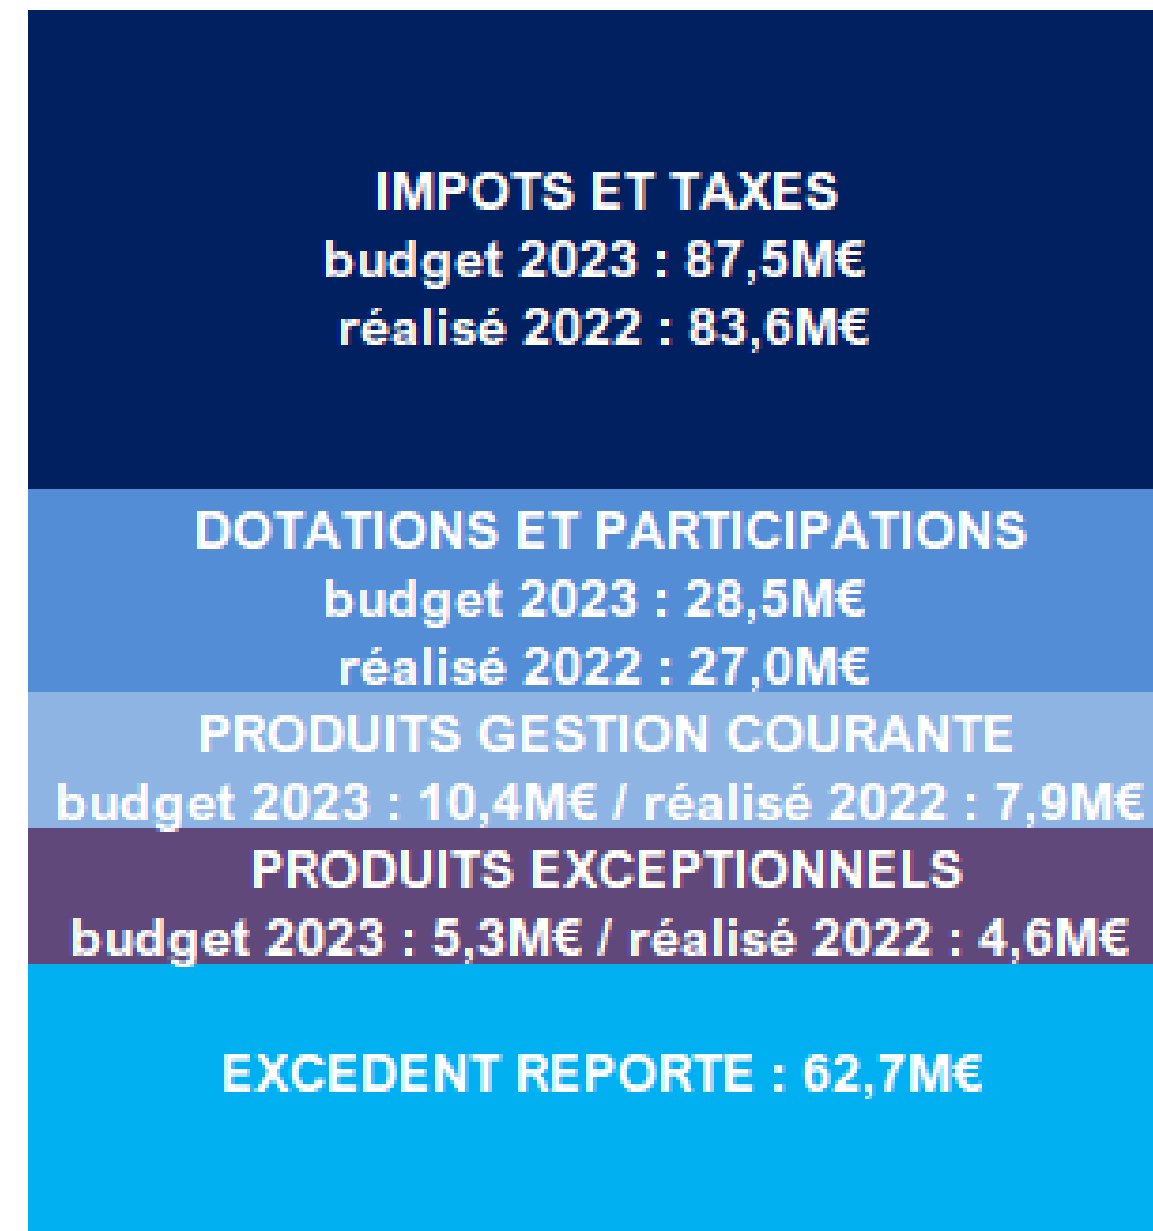 IMPOTS ET TAXES
budget 2023 : 87,5M€
réalisé 2022 : 83,6M€
DOTATIONS ET PARTICIPATIONS
budget 2023 : 28,5M€
réalisé 2022 : 27,0M€
PRODUITS GESTION COURANTE
budget 2023 : 10,4M€ / réalisé 2022 : 7,9M€
PRODUITS EXCEPTIONNELS
budget 2023 : 5,3M€ / réalisé 2022 : 4,6M€
EXCEDENT REPORTE : 62,7M€